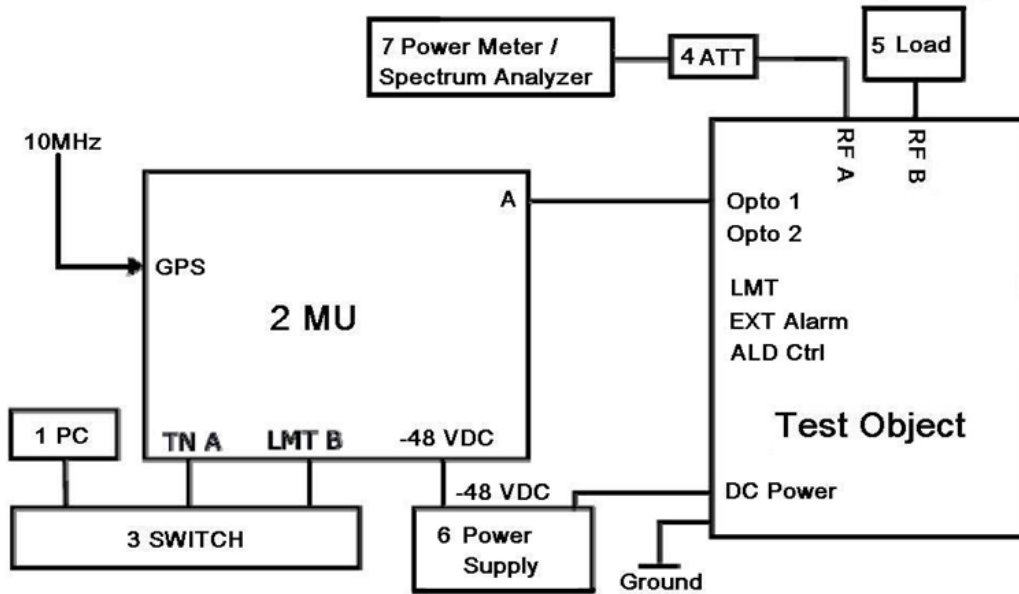 7 Power Meter /
Spectrum Analyzer
4 ATT
5 Load
10MHz
RF A
RF B
A
Opto 1
Opto 2
GPS
LMT
EXT Alarm
ALD Ctrl
2 MU
Test Object
1 PC
TN A
LMT B
-48 VDC
-48 VDC
DC Power
3 SWITCH
6 Power
Supply
Ground